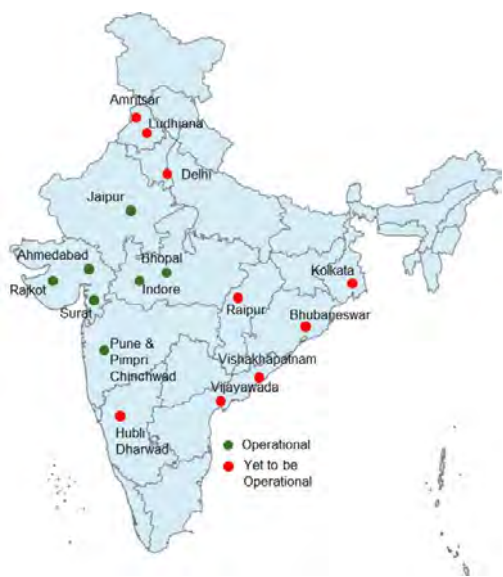 Amritsar
Ludhiana
Delhi
Jaipur
Ahmedabad
Bhopal
Kolkata
Rajkot
Indore
Raipur
Surat
Bhubaneswar
Pune &
Pimpri
Chinchwad
Vishakhapatnam
Vijayawada
Hubli
Dharwad
Operational
Yet to be
Operational